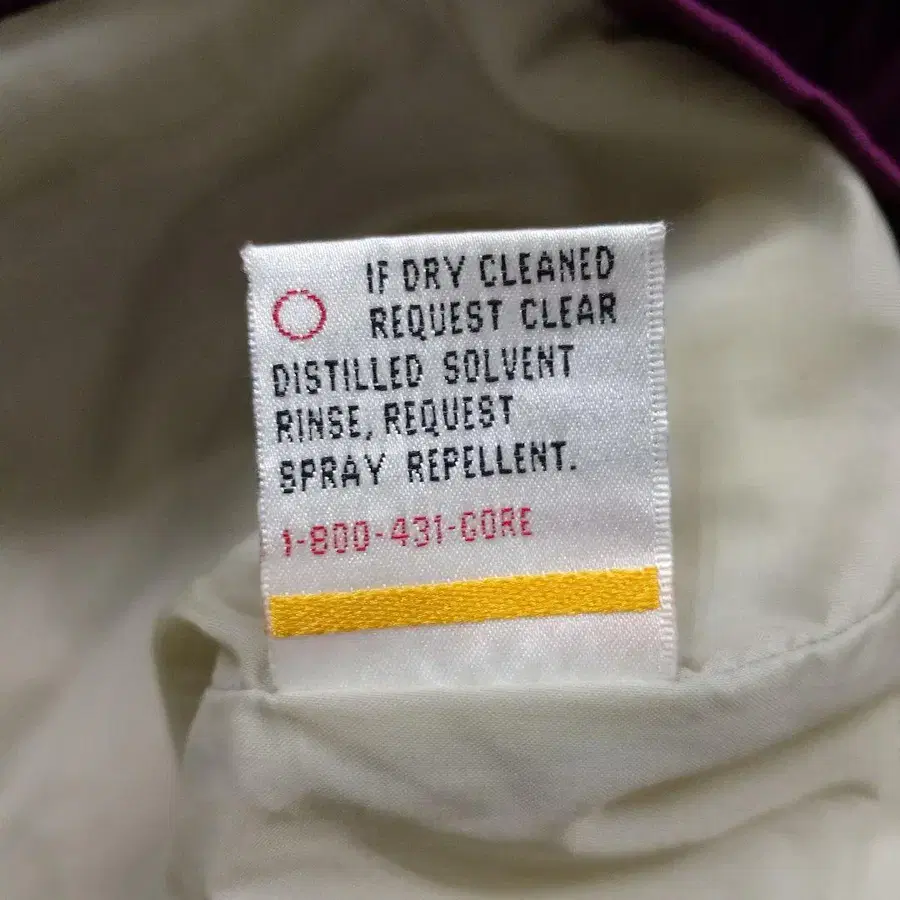 IF DRY CLEANED
REQUEST CLEAR
DISTILLED SOLVENT
RINSE, REQUEST
SPRAY REPELLENT.
1-800-431-GORE